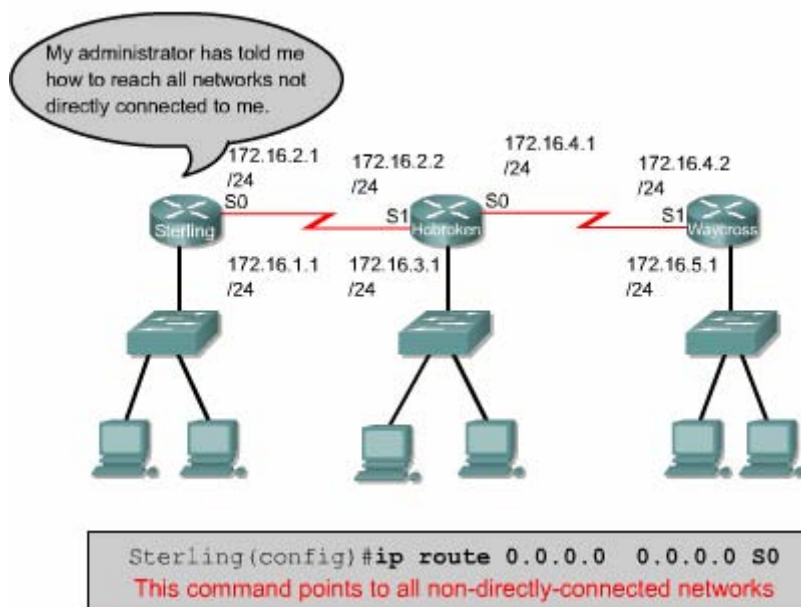 My administrator has told me
how to reach all networks not
directly connected to me.
172.16.2.1
/24
S0
172.16.2.2
/24
S1
172.16.4.1
/24
S0
172.16.4.2
/24
S1
Sterling
Hobroken
Waycross
172.16.1.1
/24
172.16.3.1
/24
172.16.5.1
/24
Sterling(config)#ip route 0.0.0.0 0.0.0.0 S0
This command points to all non-directly-connected networks